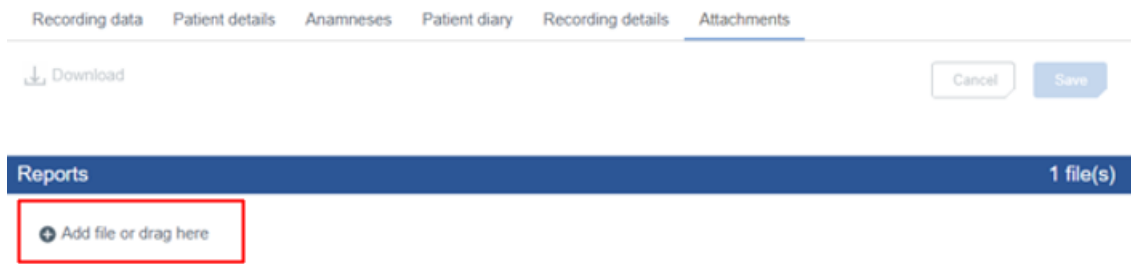 Recording data Patient details Anamneses Patient diary Recording details Attachments
Download Cancel Save
Reports 1 file(s)
Add file or drag here